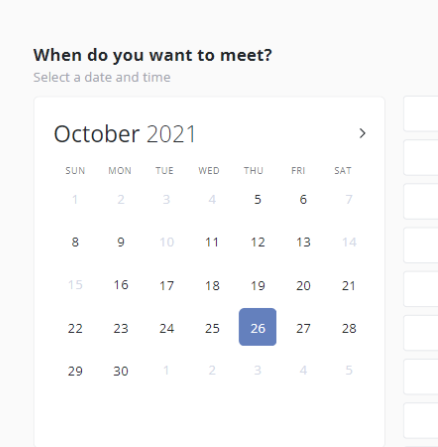 When do you want to meet?
Select a date and time
October 2021
SUN MON TUE WED THU FRI SAT
1 2 3 4 5 6 7
8 9 10 11 12 13 14
15 16 17 18 19 20 21
22 23 24 25 26 27 28
29 30 1 2 3 4 5